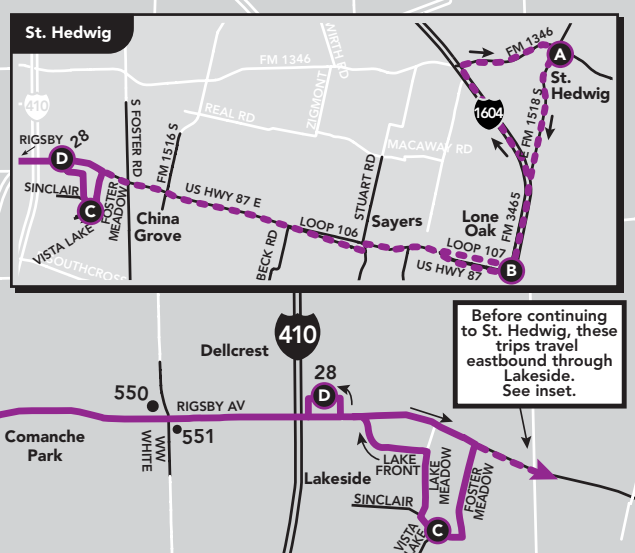 St. Hedwig
FM 1346
WIRTH RD
FM 1346
A
St.
Hedwig
410
S FOSTER RD
FM 1516 S
REAL RD
ZIGMONT
1604
FM 1518 S
MACAWAY RD
RIGSBY
28
D
SINCLAIR
C
FOSTER
MEADOW
VISTA LAKE
SOUTHCROSS
China
Grove
US HWY 87 E
STUART RD
BECK RD
LOOP 106
Sayers
Lone
Oak
FM 3465
LOOP 107
US HWY 87
B
Before continuing
to St. Hedwig, these
trips travel
eastbound through
Lakeside.
See inset.
410
Dellcrest
28
D
550
RIGSBY AV
551
Comanche
Park
WW
WHITE
Lakeside
LAKE
FRONT
LAKE
MEADOW
FOSTER
MEADOW
SINCLAIR
VISTA
LAKE
C